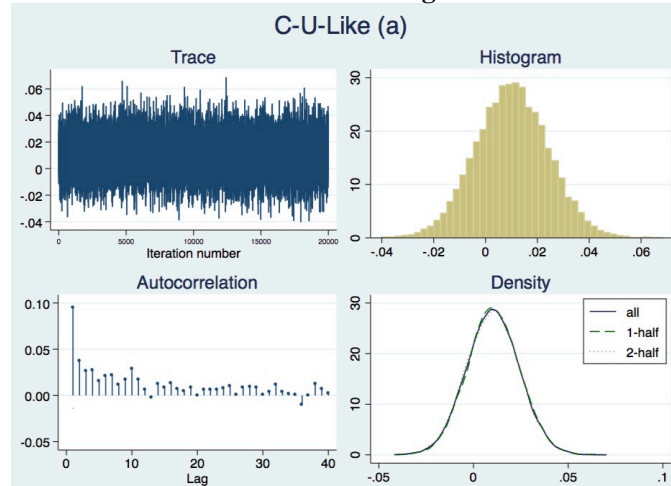 C-U-Like (a)
Trace
.06
.04
.02
0
-.02
-.04
0 5000 10000 15000 20000
Iteration number
Histogram
30
20
10
0
-.04 -.02 0 .02 .04 .06
Autocorrelation
0.10
0.05
0.00
-0.05
0 10 20 30 40
Lag
Density
30
20
10
0
all
1-half
2-half
-.05 0 .05 .1